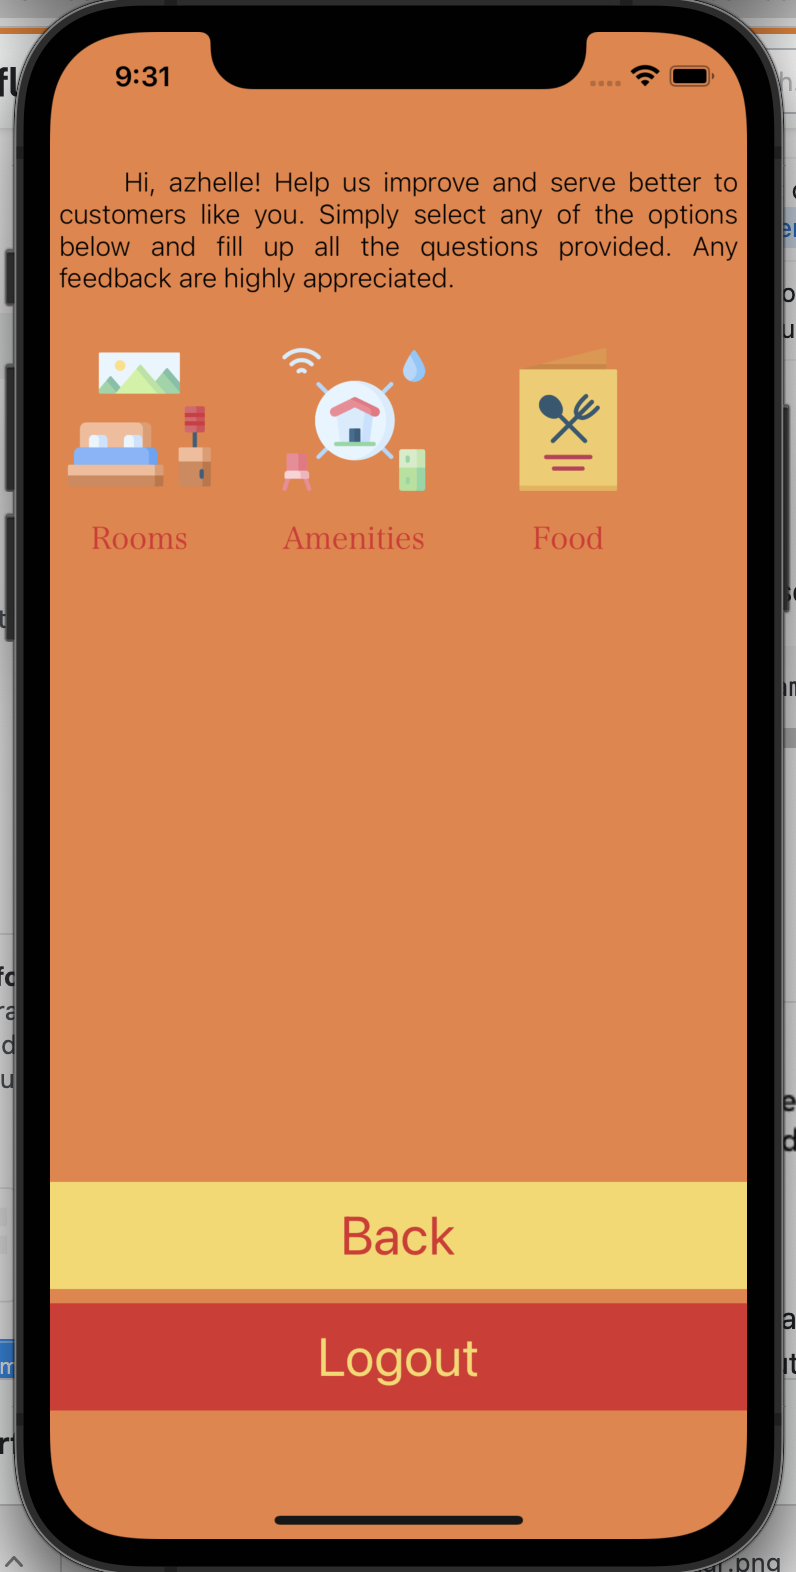 9:31
Hi, azhelle! Help us improve and serve better to
customers like you. Simply select any of the options
below and fill up all the questions provided. Any
feedback are highly appreciated.
Rooms Amenities Food
Back
Logout
.png